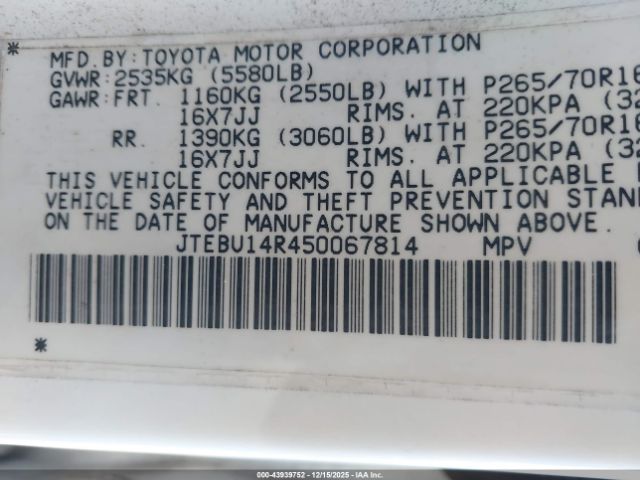 * MFD.BY:TOYOTA MOTOR CORPORATION
GVWR:2535KG (5580LB)
GAWR:FRT. 1160KG (2550LB) WITH P265/70R16
16X7JJ RIMS. AT 220KPA (32
RR. 1390KG (3060LB) WITH P265/70R16
16X7JJ RIMS. AT 220KPA (32
THIS VEHICLE CONFORMS TO ALL APPLICABLE
VEHICLE SAFETY AND THEFT PREVENTION STAN
ON THE DATE OF MANUFACTURE SHOWN ABOVE.
JTEBU14R450067814 MPV
*
000-43939752 - 12/15/2025 - IAA Inc.